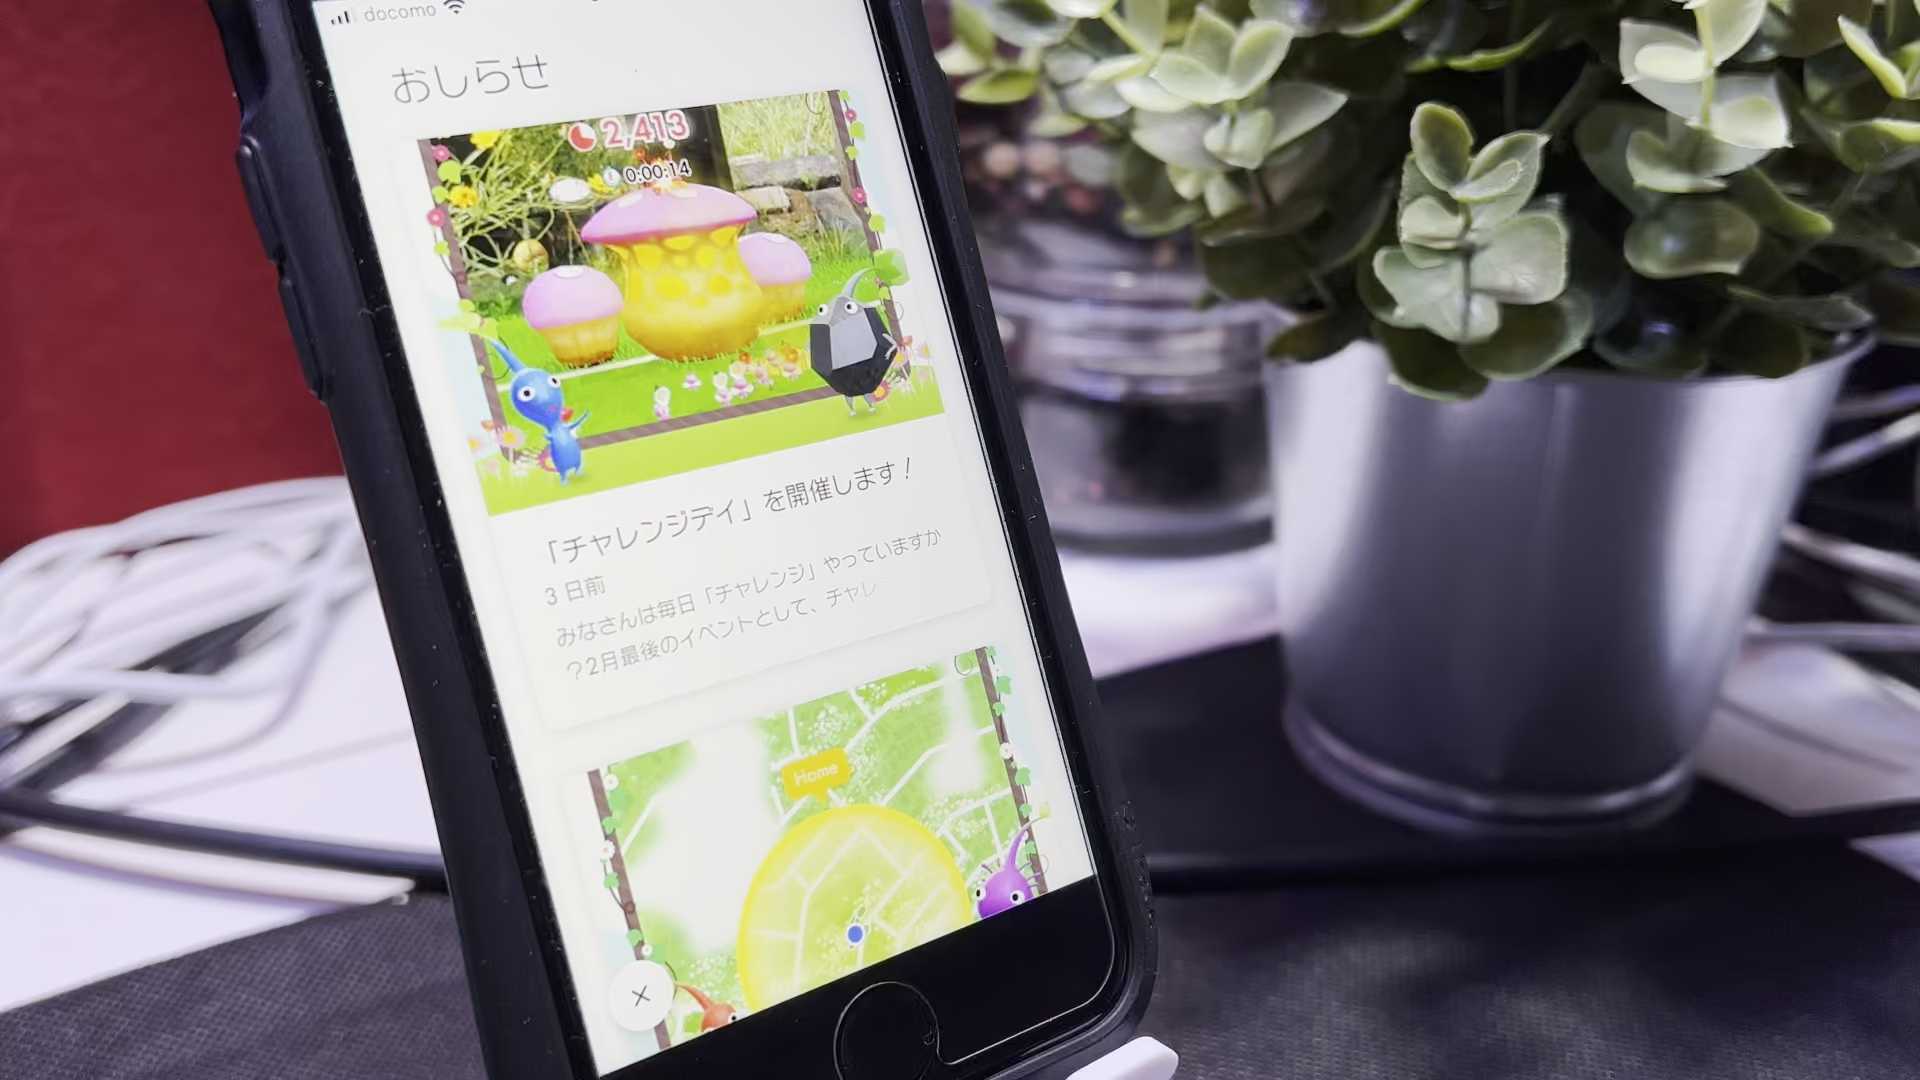 docomo
おしらせ
2,413
0:00:14
「チャレンジデイ」を開催します！
3 日前
みなさんは毎日「チャレンジ」やっていますか
？2月最後のイベントとして、チャレ
Home